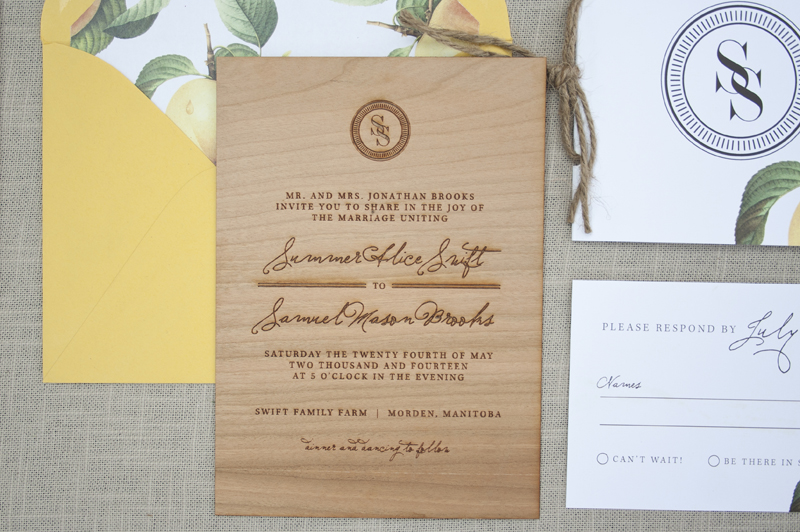 SS
MR. AND MRS. JONATHAN BROOKS
INVITE YOU TO SHARE IN THE JOY OF
THE MARRIAGE UNITING
Summer Alice Swift
TO
Samuel Mason Brooks
SATURDAY THE TWENTY FOURTH OF MAY
TWO THOUSAND AND FOURTEEN
AT 5 O'CLOCK IN THE EVENING
SWIFT FAMILY FARM | MORDEN, MANITOBA
dinner and dancing to follow
SS
PLEASE RESPOND BY July
Names
CAN'T WAIT!
BE THERE IN S